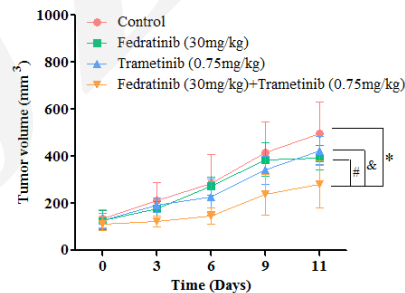 1000
800
600
400
200
0
Tumor volume (mm 3)
Control
Fedratinib (30mg/kg)
Trametinib (0.75mg/kg)
Fedratinib (30mg/kg)+Trametinib (0.75mg/kg)
# & *
0 3 6 9 11
Time (Days)